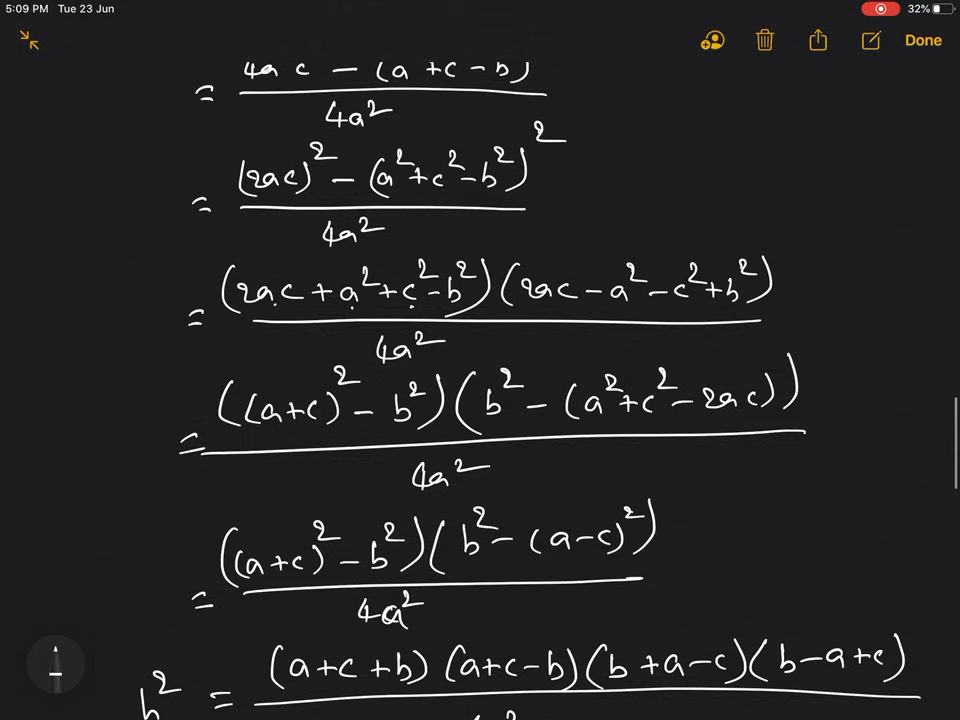 5:09 PM Tue 23 Jun 32%
Done
= (2ac)² − (a²+c²−b²)² / 4a²
= (2ac + a²+c²−b²)(2ac − a² − c² + b²) / 4a²
= ((a+c)² − b²)(b² − (a²+c²−2ac)) / 4a²
= ((a+c)² − b²)(b² − (a−c)²) / 4a²
h² = (a+c+b)(a+c−b)(b+a−c)(b−a+c)